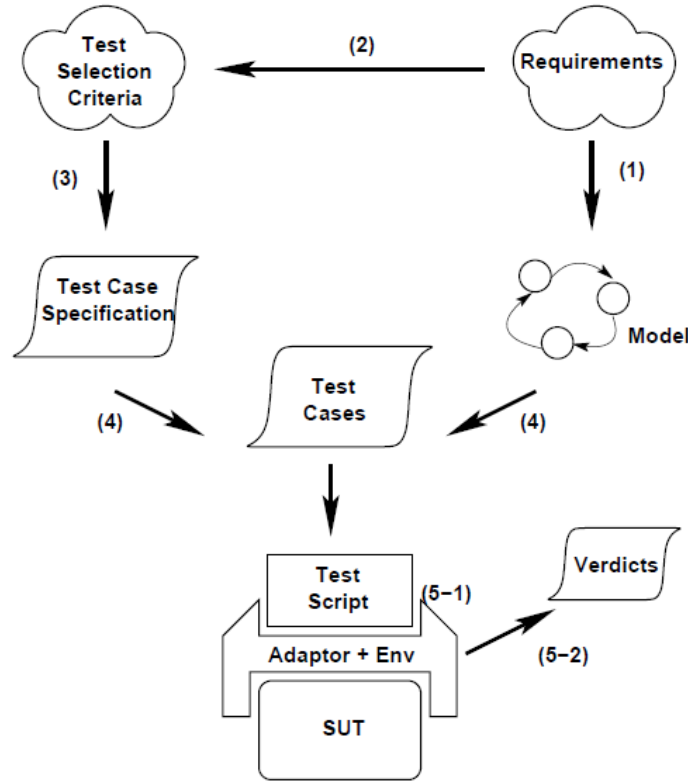 Test
Selection
Criteria
(2)
Requirements
(3)
(1)
Test Case
Specification
Model
(4)
Test
Cases
(4)
Test
Script
(5−1)
Verdicts
Adaptor + Env
(5−2)
SUT